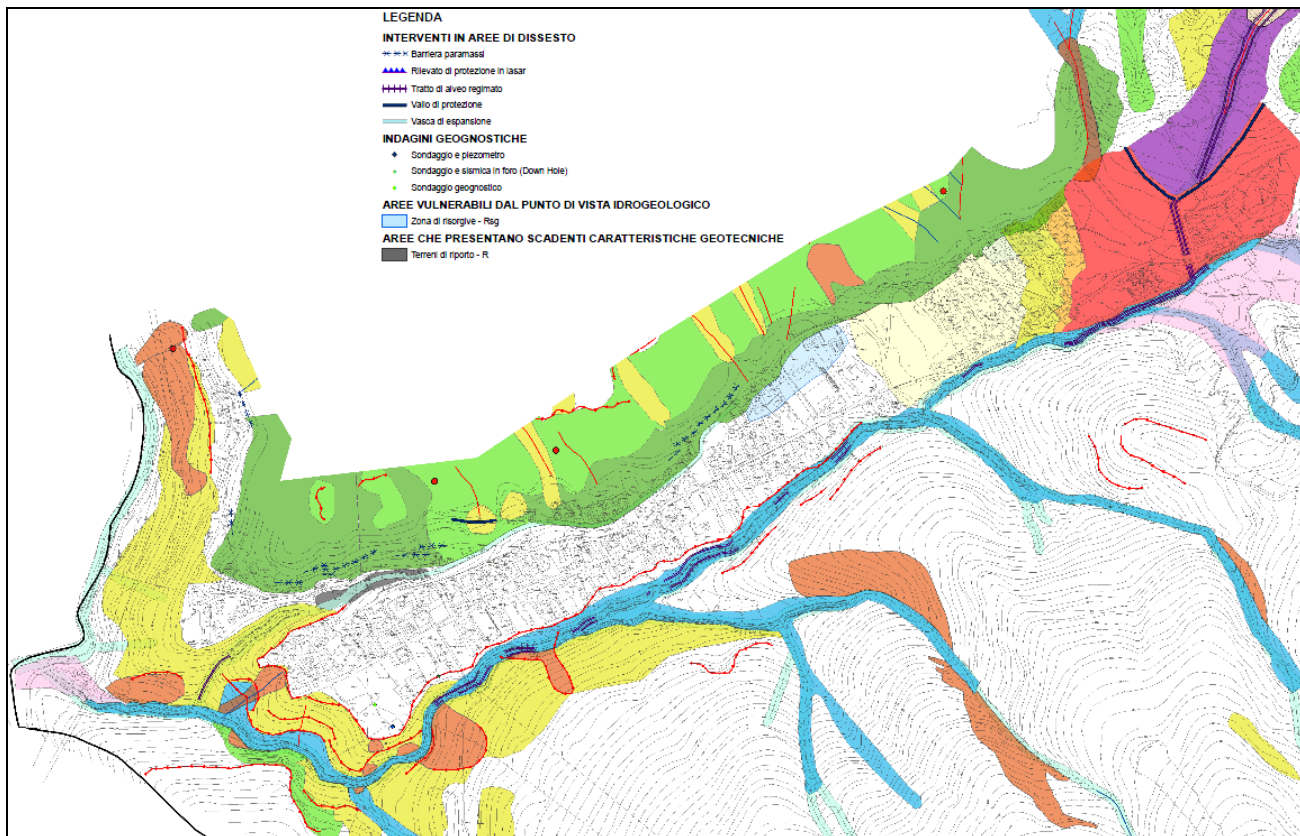 LEGENDA
INTERVENTI IN AREE DI DISSESTO
Barriera paramassi
Rilevato di protezione in lasar
Tratto di alveo regimato
Vallo di protezione
Vasca di espansione
INDAGINI GEOGNOSTICHE
Sondaggio e piezometro
Sondaggio e sismica in foro (Down Hole)
Sondaggio geognostico
AREE VULNERABILI DAL PUNTO DI VISTA IDROGEOLOGICO
Zona di risorgive - Rsg
AREE CHE PRESENTANO SCADENTI CARATTERISTICHE GEOTECNICHE
Terreni di riporto - R